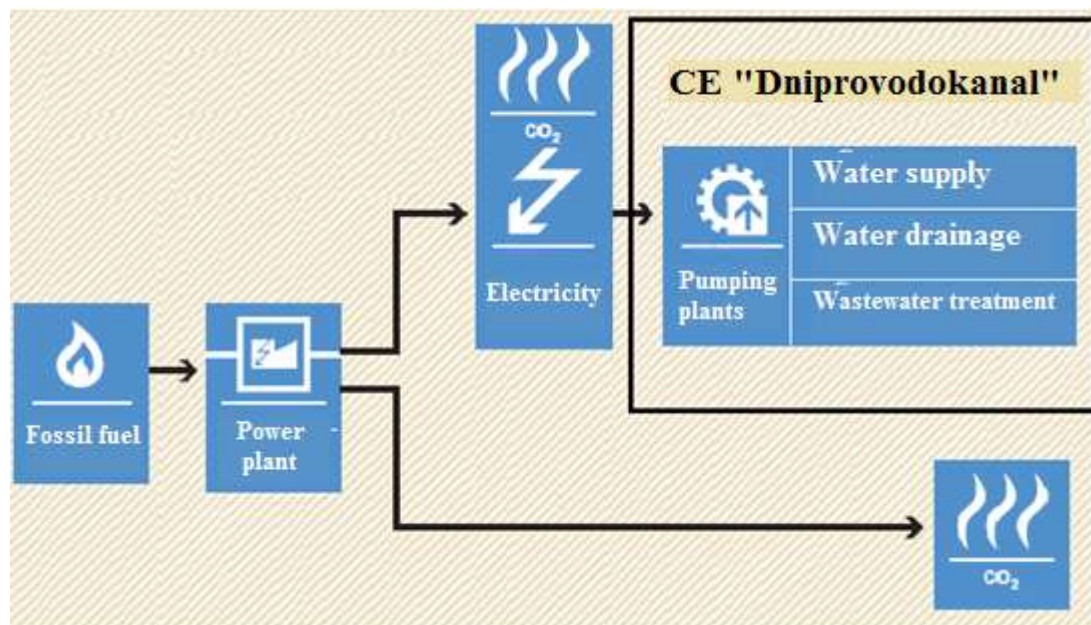 CO₂
Electricity
CE "Dniprovodokanal"
Pumping
plants
Water supply
Water drainage
Wastewater treatment
Fossil fuel
Power
plant
CO₂